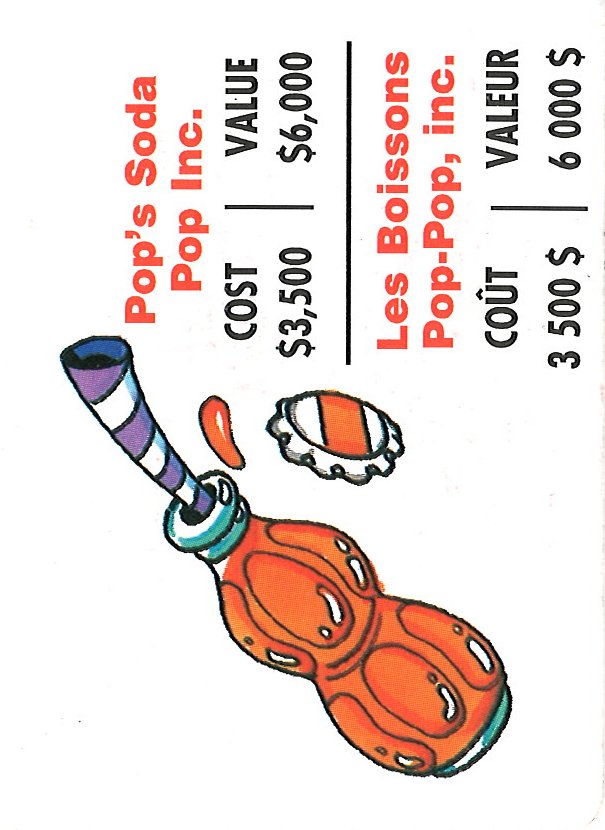 Pop's Soda
Pop Inc.
COST VALUE
$3,500 $6,000
Les Boissons
Pop-Pop, inc.
COÛT VALEUR
3 500 $ 6 000 $